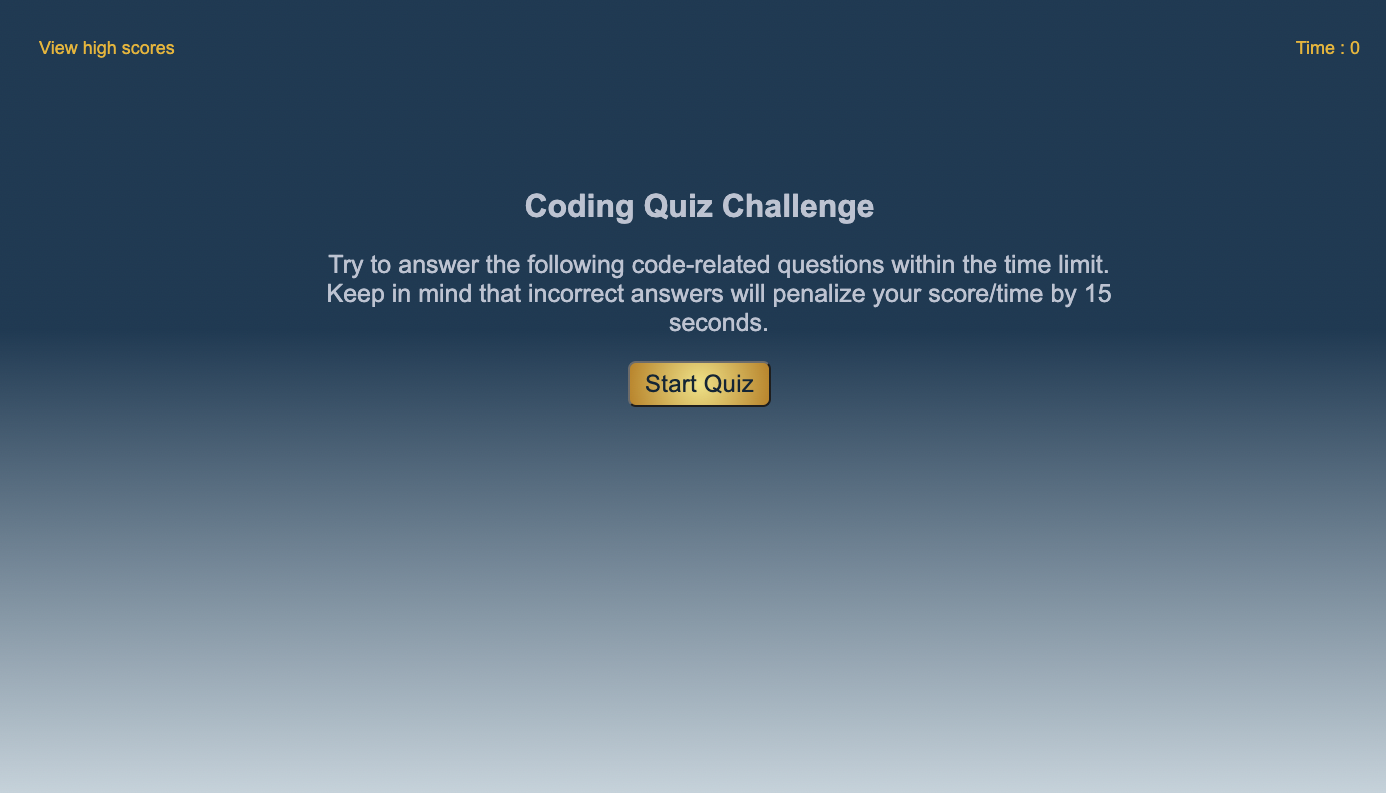 View high scores
Time : 0
Coding Quiz Challenge
Try to answer the following code-related questions within the time limit.
Keep in mind that incorrect answers will penalize your score/time by 15
seconds.
Start Quiz